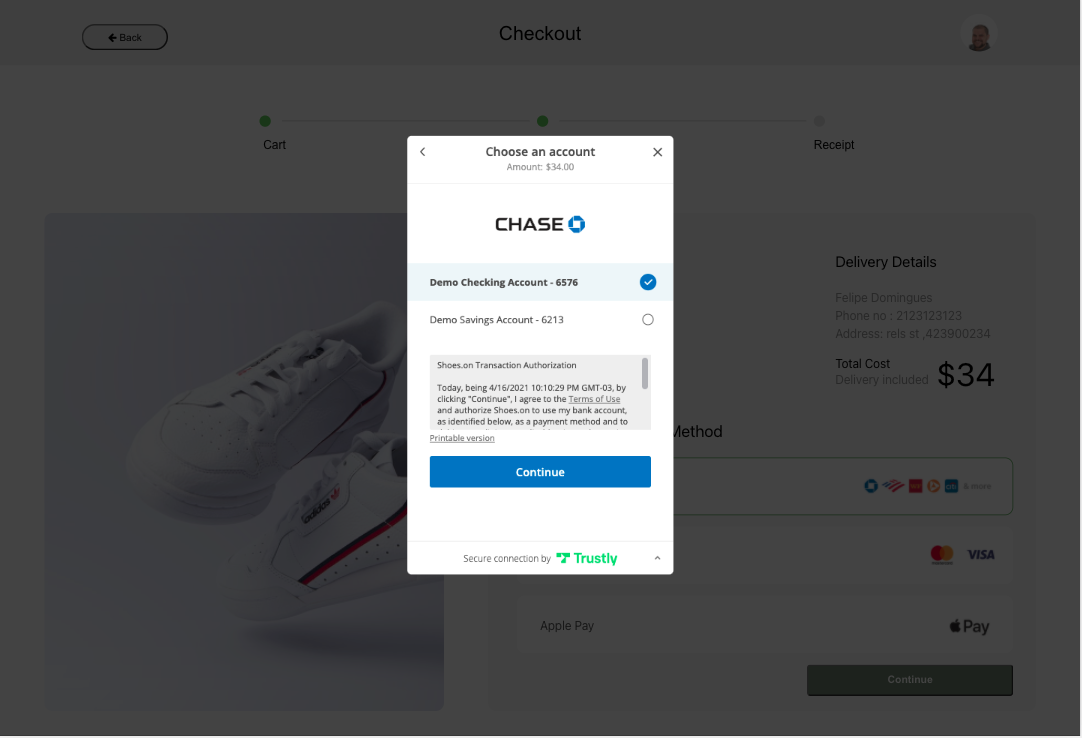 Back
Checkout
Cart
Receipt
Choose an account
Amount: $34.00
CHASE
Demo Checking Account - 6576
Demo Savings Account - 6213
Shoes.on Transaction Authorization
Today, being 4/16/2021 10:10:29 PM GMT-03, by
clicking "Continue", I agree to the Terms of Use
and authorize Shoes.on to use my bank account,
as identified below, as a payment method and to
Printable version
Continue
Secure connection by Trustly
adidas
Delivery Details
Felipe Domingues
Phone no : 2123123123
Address: rels st ,423900234
Total Cost
Delivery included
$34
Method
citi
& more
VISA
Apple Pay
Pay
Continue